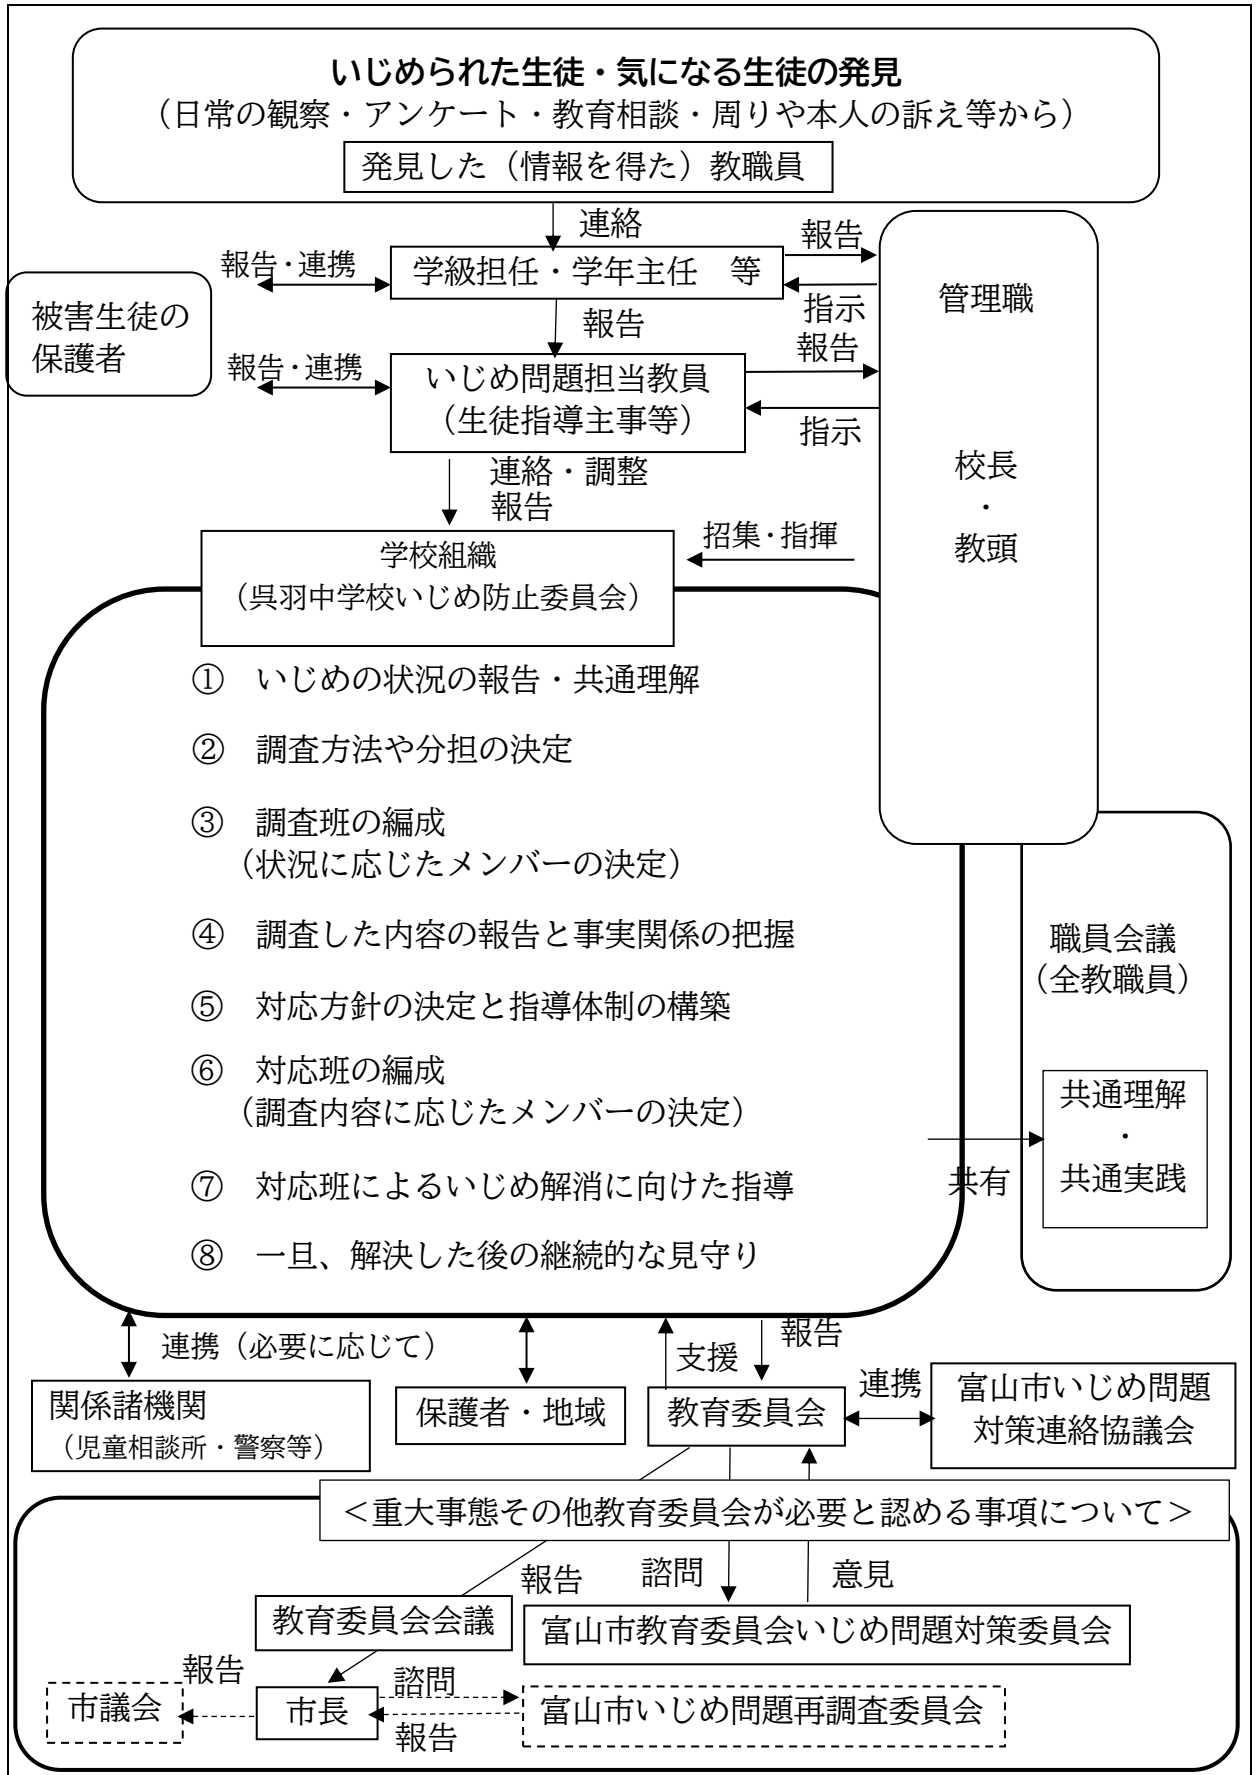 いじめられた生徒・気になる生徒の発見
（日常の観察・アンケート・教育相談・周りや本人の訴え等から）
発見した（情報を得た）教職員
連絡
報告
報告・連携
学級担任・学年主任　等
指示
管理職
被害生徒の
保護者
報告
報告
報告・連携
いじめ問題担当教員
（生徒指導主事等）
指示
校長
・
教頭
連絡・調整
報告
招集・指揮
学校組織
（呉羽中学校いじめ防止委員会）
①　いじめの状況の報告・共通理解
②　調査方法や分担の決定
③　調査班の編成
（状況に応じたメンバーの決定）
④　調査した内容の報告と事実関係の把握
⑤　対応方針の決定と指導体制の構築
⑥　対応班の編成
（調査内容に応じたメンバーの決定）
⑦　対応班によるいじめ解消に向けた指導
⑧　一旦、解決した後の継続的な見守り
職員会議
（全教職員）
共通理解
・
共通実践
共有
連携（必要に応じて）
支援
報告
関係諸機関
（児童相談所・警察等）
保護者・地域
教育委員会
連携
富山市いじめ問題
対策連絡協議会
＜重大事態その他教育委員会が必要と認める事項について＞
報告
諮問
意見
教育委員会会議
富山市教育委員会いじめ問題対策委員会
報告
諮問
市議会
市長
富山市いじめ問題再調査委員会
報告